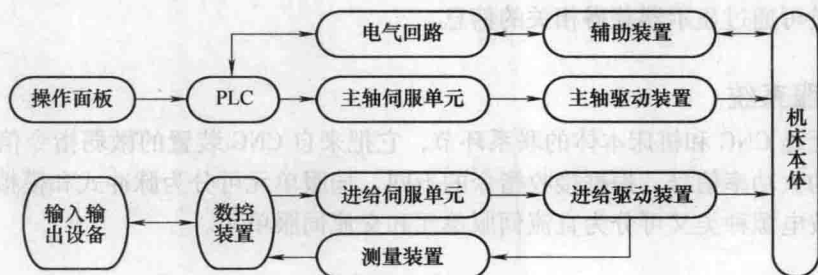 电气回路
辅助装置
操作面板
PLC
主轴伺服单元
主轴驱动装置
机床本体
输入输
出设备
数控
装置
进给伺服单元
进给驱动装置
测量装置